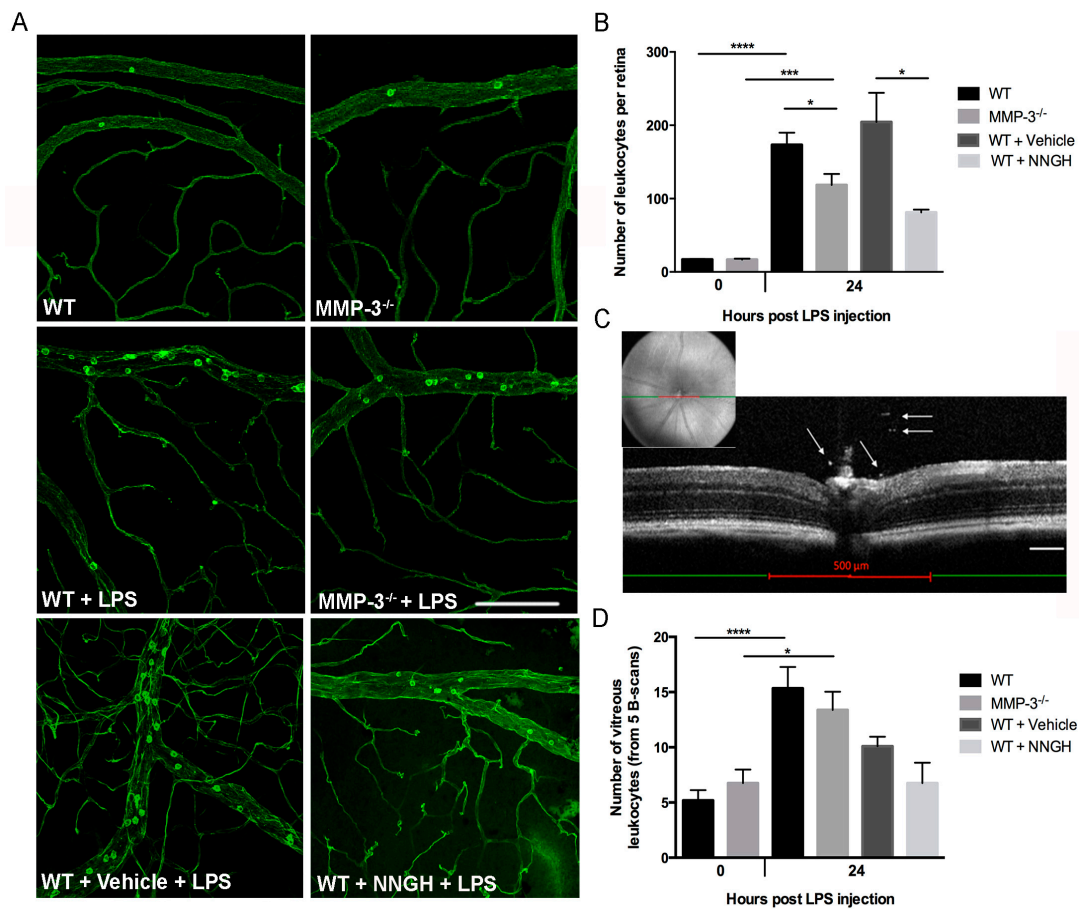 A
WT
MMP-3-/-
WT + LPS
MMP-3-/- + LPS
WT + Vehicle + LPS
WT + NNGH + LPS
B
Number of leukocytes per retina
300
200
100
0
****
***
*
*
0
24
Hours post LPS injection
WT
MMP-3-/-
WT + Vehicle
WT + NNGH
C
500 µm
D
Number of vitreous
leukocytes (from 5 B-scans)
20
15
10
5
0
****
*
0
24
Hours post LPS injection
WT
MMP-3-/-
WT + Vehicle
WT + NNGH